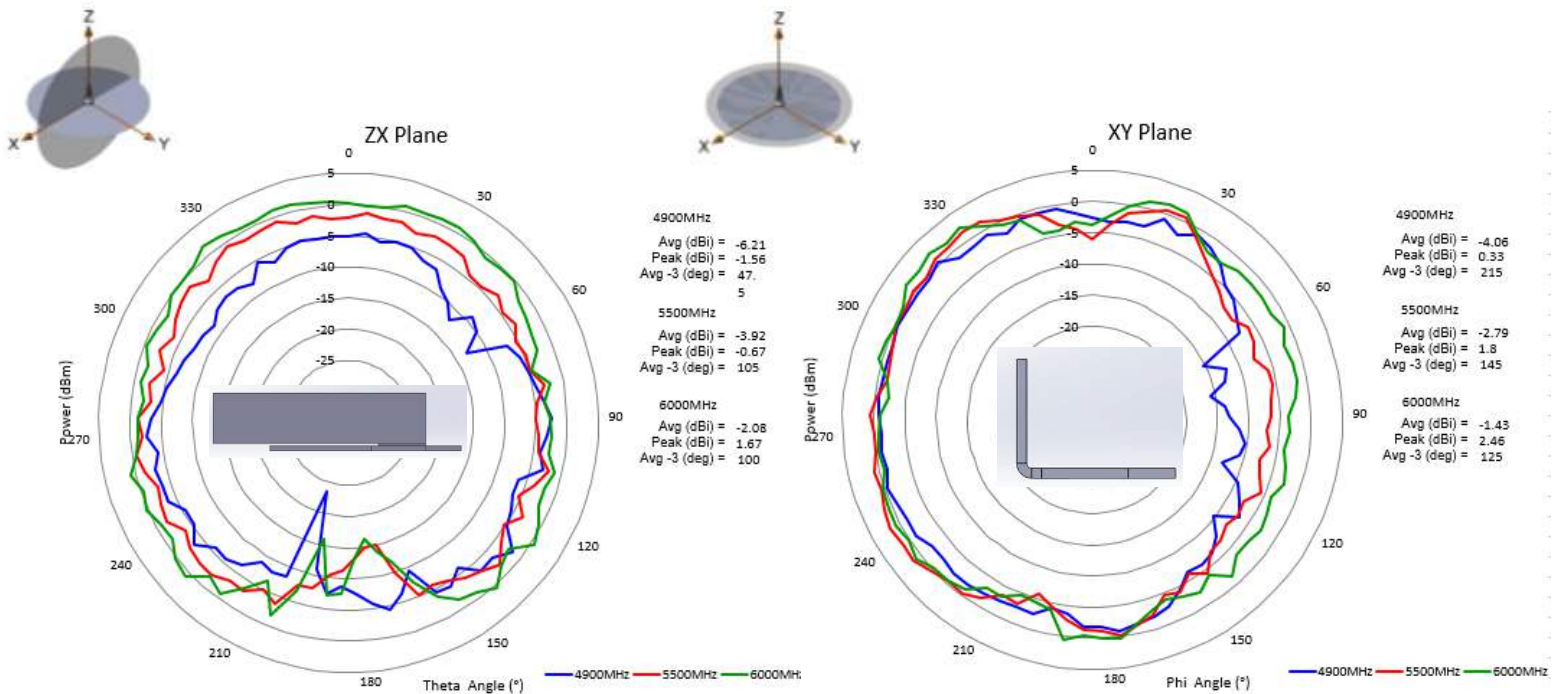 Z
X
Y
ZX Plane
0
5
0
-5
-10
-15
-20
-25
30
60
90
120
150
180
210
240
270
300
330
Power (dBm)
Theta Angle (°)
4900MHz
5500MHz
6000MHz
4900MHz
Avg (dBi) = -6.21
Peak (dBi) = -1.56
Avg -3 (deg) = 47.
5
5500MHz
Avg (dBi) = -3.92
Peak (dBi) = -0.67
Avg -3 (deg) = 105
6000MHz
Avg (dBi) = -2.08
Peak (dBi) = 1.67
Avg -3 (deg) = 100
Z
X
Y
XY Plane
0
5
0
-5
-10
-15
-20
30
60
90
120
150
180
210
240
270
300
330
Power (dBm)
Phi Angle (°)
4900MHz
5500MHz
6000MHz
4900MHz
Avg (dBi) = -4.06
Peak (dBi) = 0.33
Avg -3 (deg) = 215
5500MHz
Avg (dBi) = -2.79
Peak (dBi) = 1.8
Avg -3 (deg) = 145
6000MHz
Avg (dBi) = -1.43
Peak (dBi) = 2.46
Avg -3 (deg) = 125